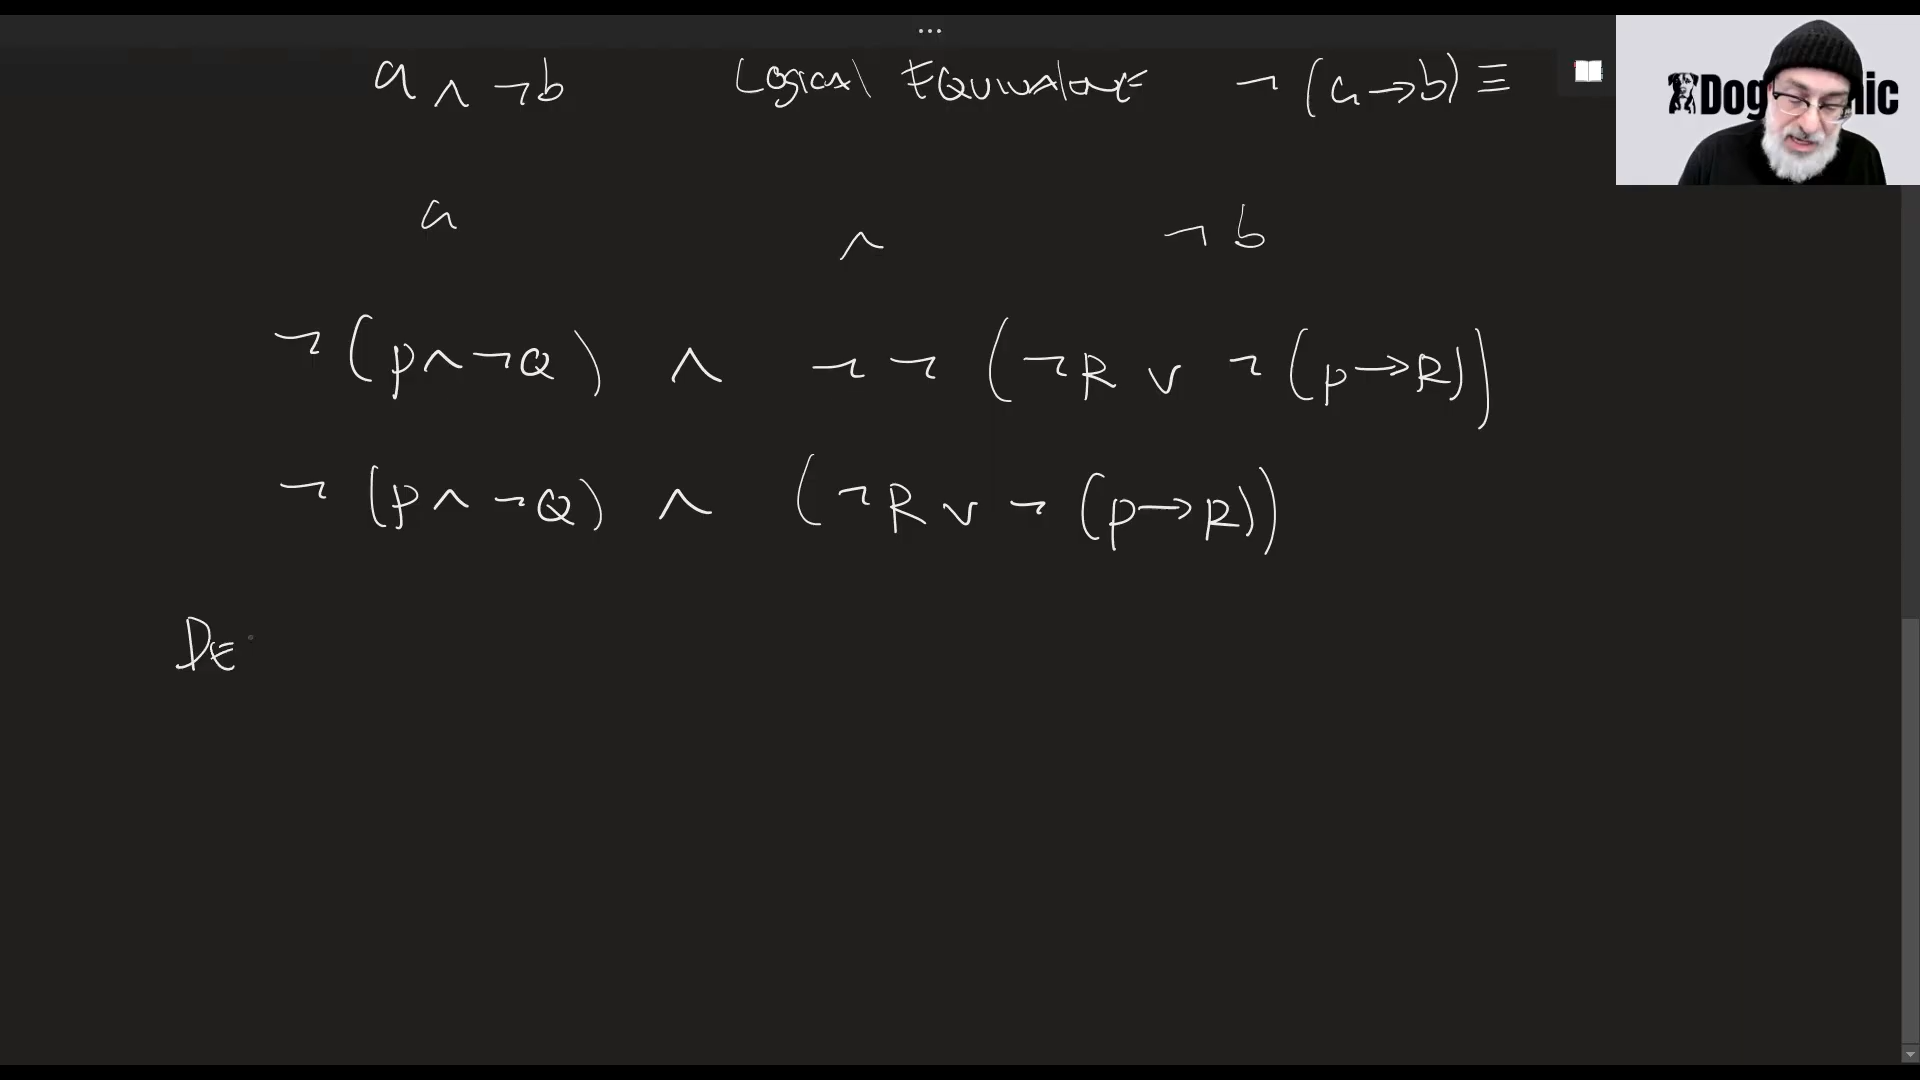 a ∧ ¬b Logical Equivalence ¬(a→b) ≡
a ∧ ¬b
¬(p∧¬Q) ∧ ¬¬(¬R ∨ ¬(p→R))
¬(p∧¬Q) ∧ (¬R ∨ ¬(p→R))
DE